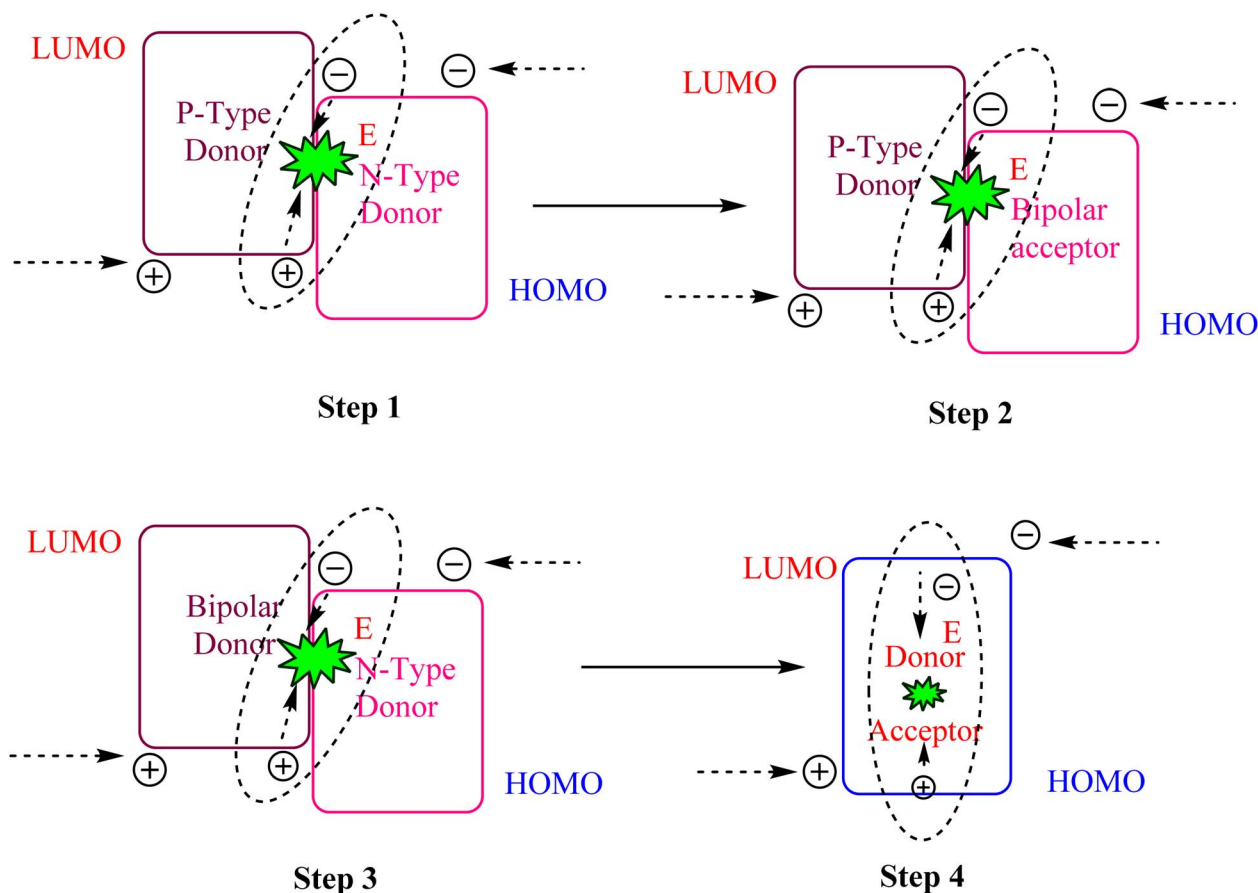 LUMO
P-Type
Donor
E
N-Type
Donor
HOMO
Step 1
LUMO
P-Type
Donor
E
Bipolar
acceptor
HOMO
Step 2
LUMO
Bipolar
Donor
E
N-Type
Donor
HOMO
Step 3
LUMO
E
Donor
Acceptor
HOMO
Step 4